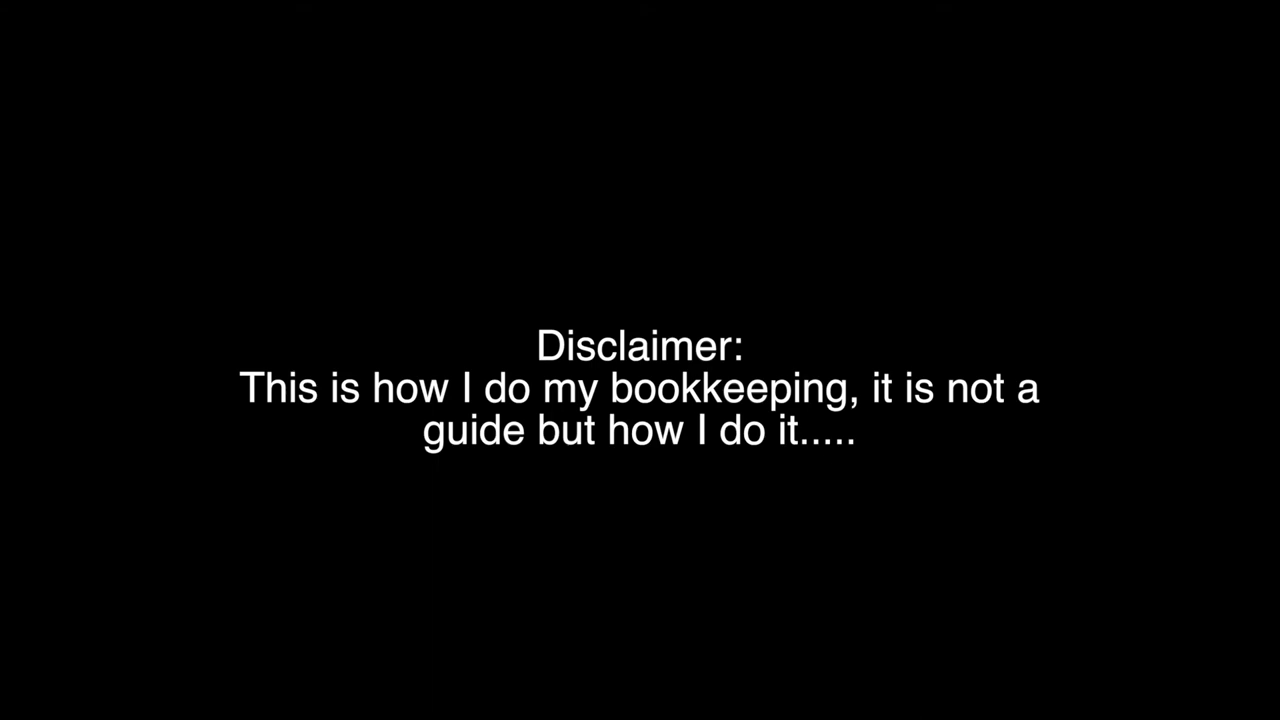 Disclaimer:
This is how I do my bookkeeping, it is not a
guide but how I do it.....